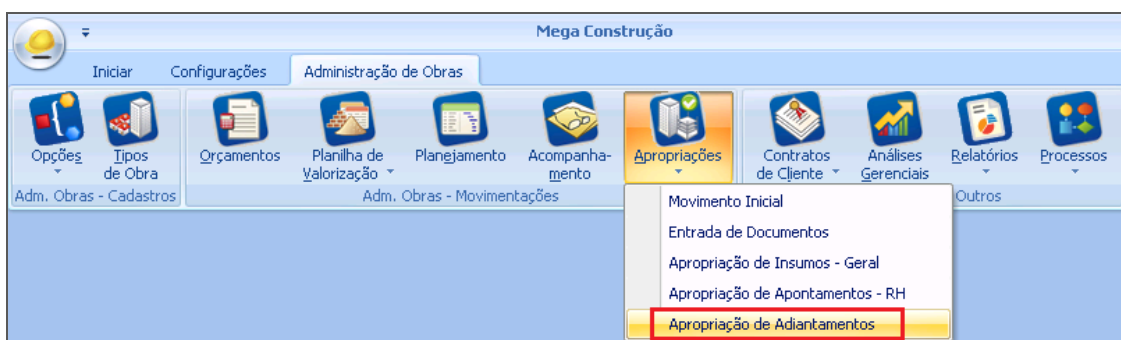 Mega Construção
Iniciar Configurações Administração de Obras
Opções Tipos de Obra Orçamentos Planilha de Valorização Planejamento Acompanha-mento Apropriações Contratos de Cliente Análises Gerenciais Relatórios Processos
Adm. Obras - Cadastros Adm. Obras - Movimentações Outros
Movimento Inicial
Entrada de Documentos
Apropriação de Insumos - Geral
Apropriação de Apontamentos - RH
Apropriação de Adiantamentos